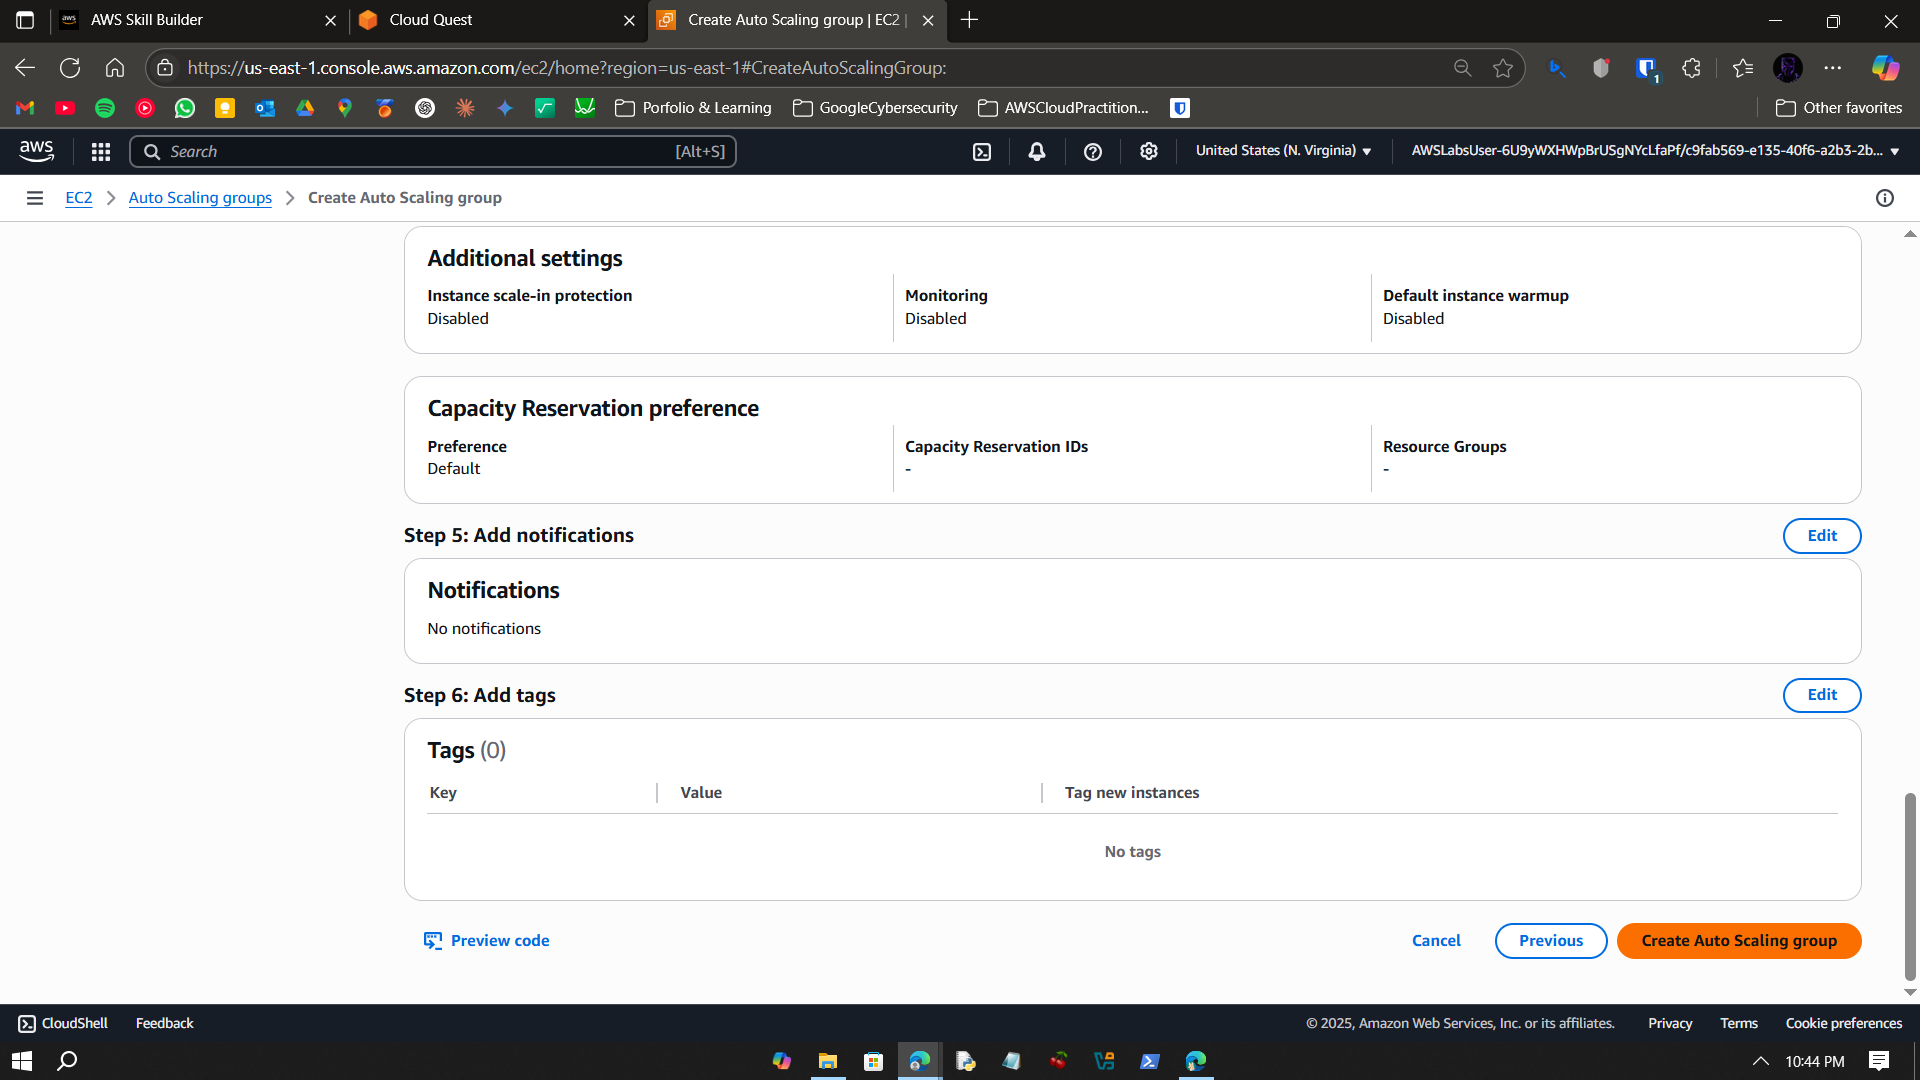 AWS Skill Builder
Cloud Quest
Create Auto Scaling group | EC2 |
https://us-east-1.console.aws.amazon.com/ec2/home?region=us-east-1#CreateAutoScalingGroup:
1
Porfolio & Learning
GoogleCybersecurity
AWSCloudPractition...
Other favorites
aws
Search
[Alt+S]
United States (N. Virginia)
AWSLabsUser-6U9yWXHWpBrUSgNYcLfaPf/c9fab569-e135-40f6-a2b3-2b...
EC2
Auto Scaling groups
Create Auto Scaling group
Additional settings
Instance scale-in protection
Disabled
Monitoring
Disabled
Default instance warmup
Disabled
Capacity Reservation preference
Preference
Default
Capacity Reservation IDs
-
Resource Groups
-
Step 5: Add notifications
Edit
Notifications
No notifications
Step 6: Add tags
Edit
Tags (0)
Key
Value
Tag new instances
No tags
Preview code
Cancel
Previous
Create Auto Scaling group
CloudShell
Feedback
© 2025, Amazon Web Services, Inc. or its affiliates.
Privacy
Terms
Cookie preferences
10:44 PM